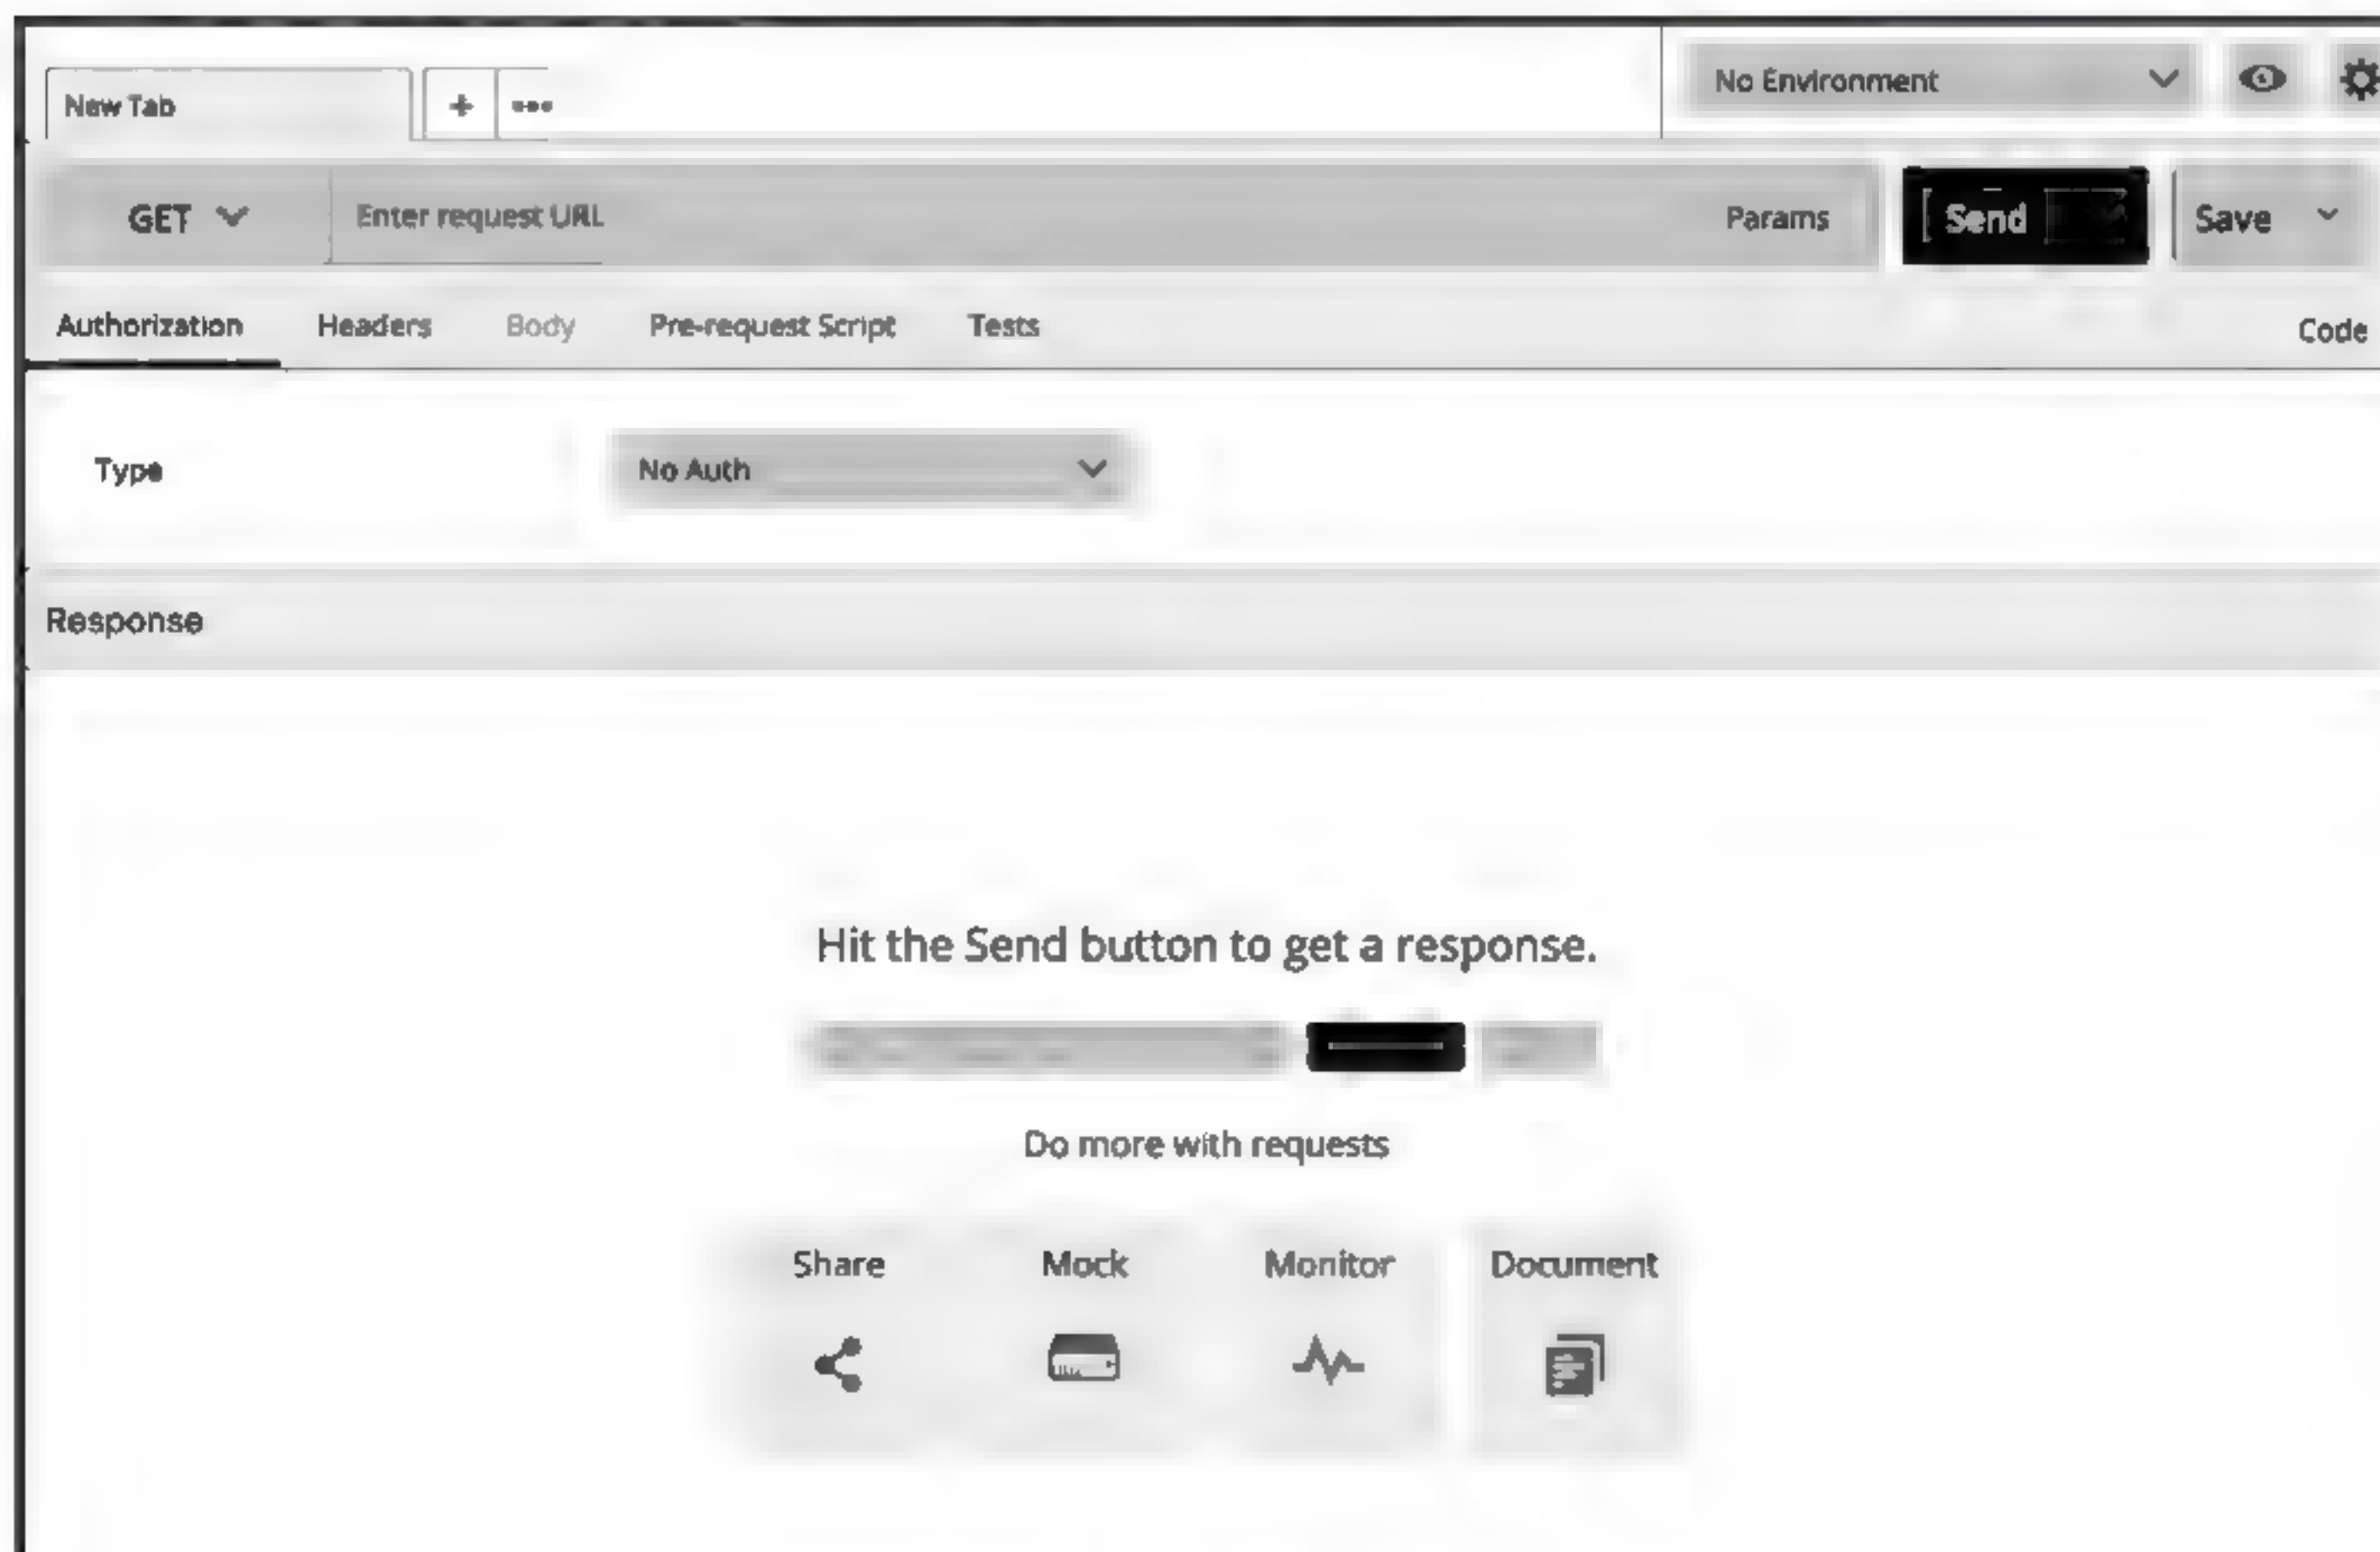 New Tab + ••• No Environment
GET Enter request URL Params Send Save
Authorization Headers Body Pre-request Script Tests Code
Type No Auth
Response
Hit the Send button to get a response.
Do more with requests
Share Mock Monitor Document